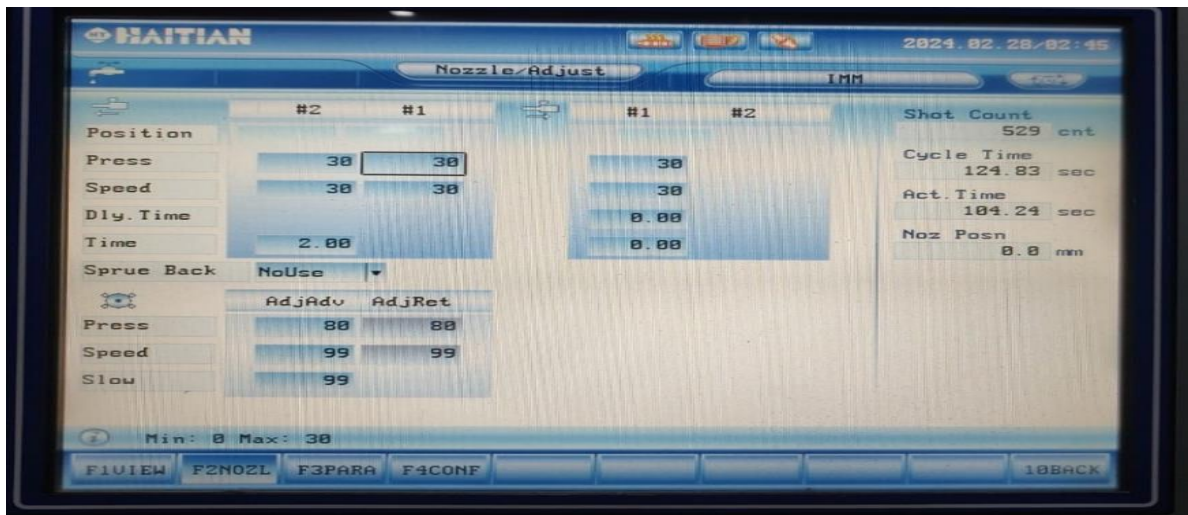 HAITIAN
2024.02.28/02:45
Nozzle/Adjust
IMM
#2 #1 #1 #2
Position
Press 30 30 30
Speed 30 30 30
Dly.Time 0.00
Time 2.00 0.00
Sprue Back NoUse
AdjAdv AdjRet
Press 80 80
Speed 99 99
Slow 99
Shot Count
529 cnt
Cycle Time
124.83 sec
Act.Time
104.24 sec
Noz Posn
0.0 mm
Min: 0 Max: 30
F1VIEW F2NOZL F3PARA F4CONF 10BACK